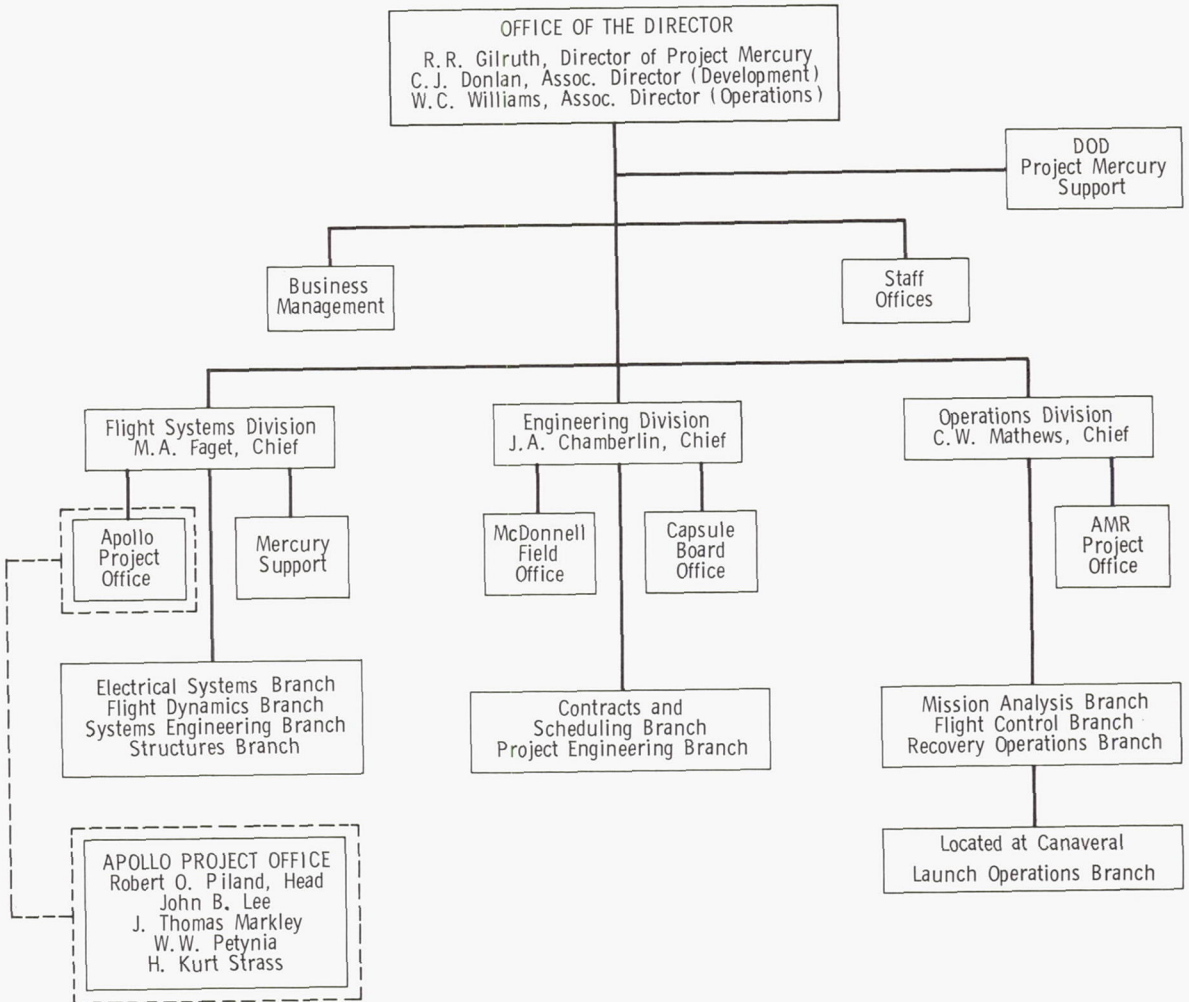 OFFICE OF THE DIRECTOR
R.R. Gilruth, Director of Project Mercury
C.J. Donlan, Assoc. Director (Development)
W.C. Williams, Assoc. Director (Operations)
DOD
Project Mercury
Support
Business
Management
Staff
Offices
Flight Systems Division
M.A. Faget, Chief
Engineering Division
J.A. Chamberlin, Chief
Operations Division
C.W. Mathews, Chief
Apollo
Project
Office
Mercury
Support
McDonnell
Field
Office
Capsule
Board
Office
AMR
Project
Office
Electrical Systems Branch
Flight Dynamics Branch
Systems Engineering Branch
Structures Branch
Contracts and
Scheduling Branch
Project Engineering Branch
Mission Analysis Branch
Flight Control Branch
Recovery Operations Branch
Located at Canaveral
Launch Operations Branch
APOLLO PROJECT OFFICE
Robert O. Piland, Head
John B. Lee
J. Thomas Markley
W.W. Petynia
H. Kurt Strass